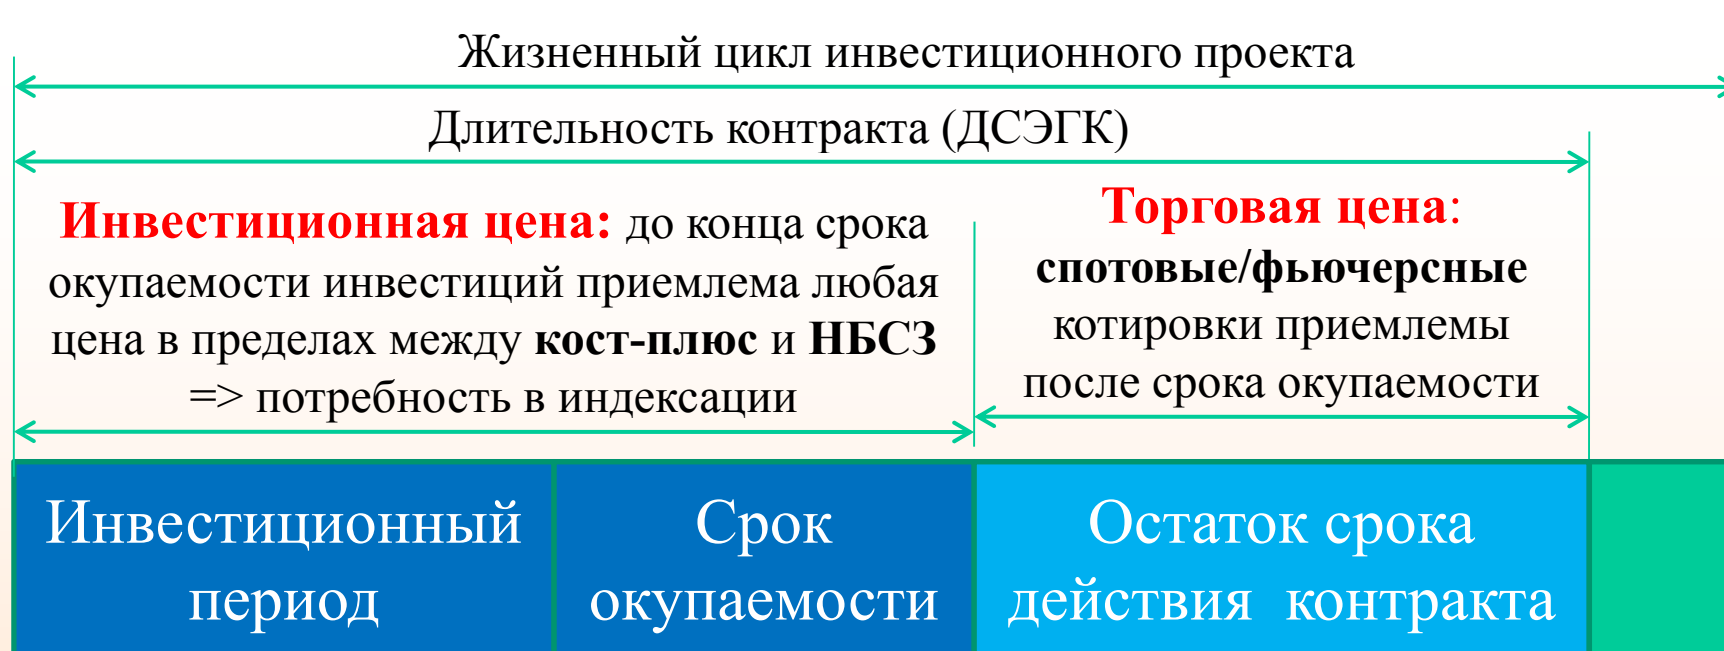 Жизненный цикл инвестиционного проекта
Длительность контракта (ДСЭГК)
Инвестиционная цена: до конца срока
окупаемости инвестиций приемлема любая
цена в пределах между кост-плюс и НБСЗ
=> потребность в индексации
Торговая цена:
спотовые/фьючерсные
котировки приемлемы
после срока окупаемости
Инвестиционный
период
Срок
окупаемости
Остаток срока
действия контракта